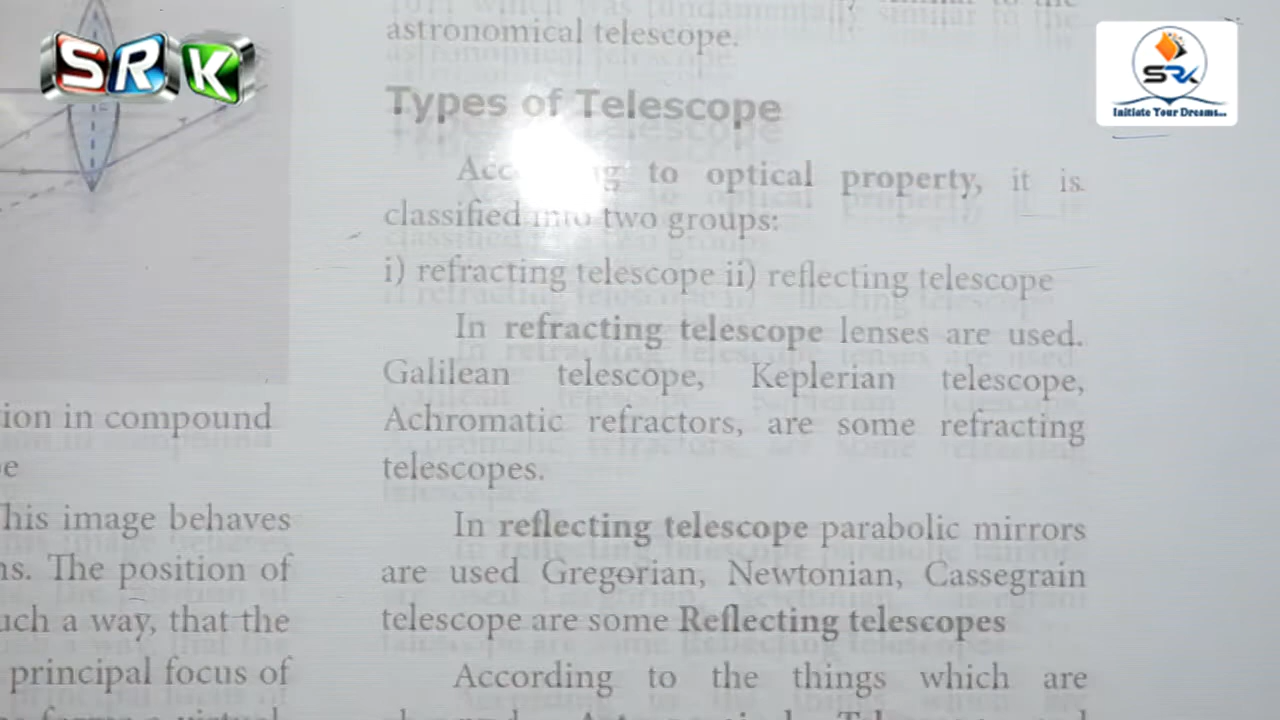 SRK
SRK
Initiate Your Dreams...
ion in compound
e
his image behaves
ns. The position of
uch a way, that the
principal focus of
astronomical telescope.
Types of Telescope
to optical property, it is
classified into two groups:
i) refracting telescope ii) reflecting telescope
In refracting telescope lenses are used.
Galilean telescope, Keplerian telescope,
Achromatic refractors, are some refracting
telescopes.
In reflecting telescope parabolic mirrors
are used Gregorian, Newtonian, Cassegrain
telescope are some Reflecting telescopes
According to the things which are